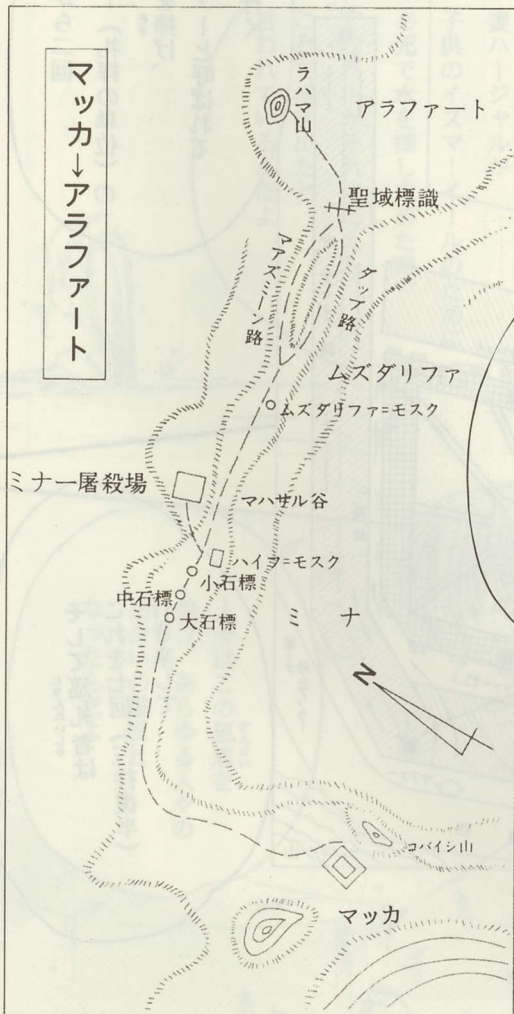 マッカ→アラファート
ラハマ山
アラファート
聖域標識
マアズミーン路
タップ路
ムズダリファ
ムズダリファ=モスク
ミナー屠殺場
マハサル谷
ハイフ=モスク
小石標
中石標
大石標
ミナ
N
コバイシ山
マッカ